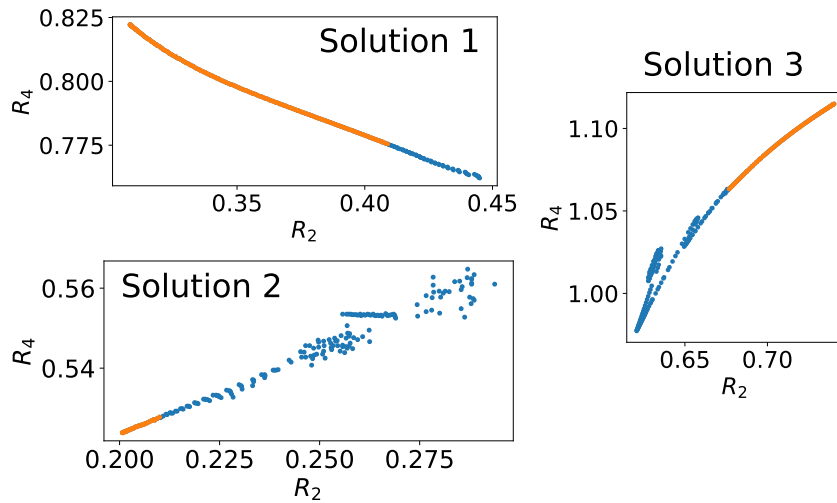 Solution 1
R₄
0.825
0.800
0.775
0.35 0.40 0.45
R₂
Solution 2
R₄
0.56
0.54
0.200 0.225 0.250 0.275
R₂
Solution 3
R₄
1.10
1.05
1.00
0.65 0.70
R₂